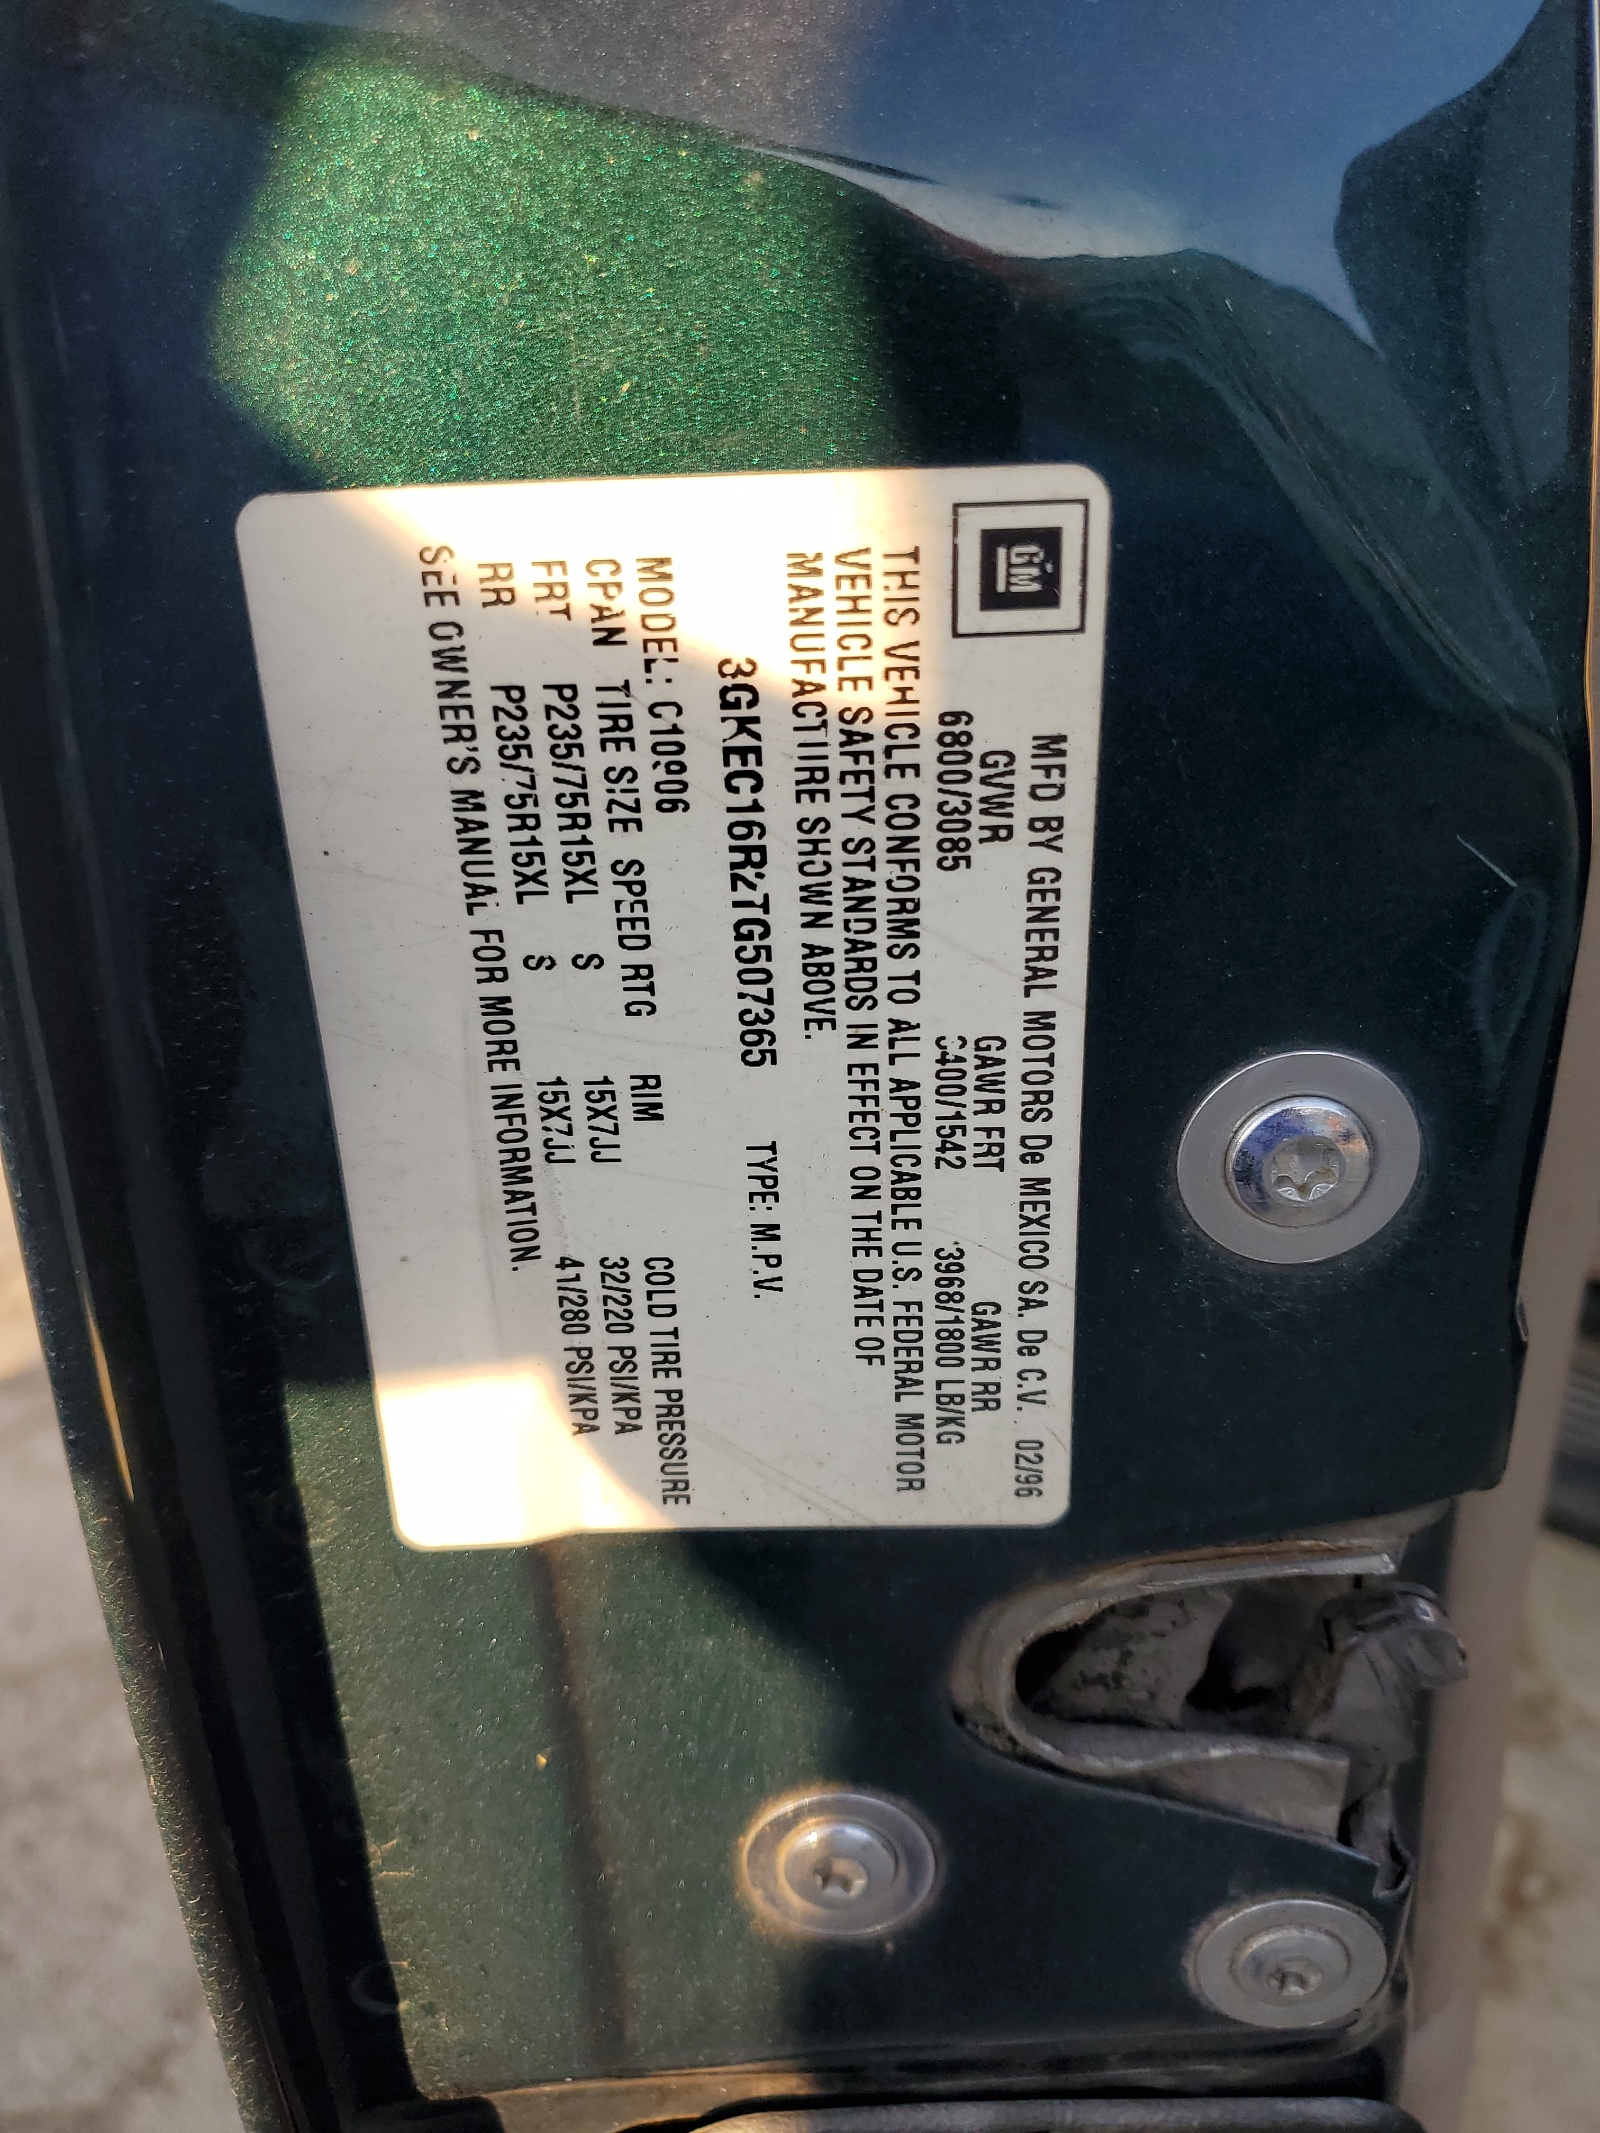 GM
MFD BY GENERAL MOTORS De MEXICO SA. De C.V. 02/96
GVWR GAWR FRT GAWR RR
6800/3085 3400/1542 3968/1800 LB/KG
THIS VEHICLE CONFORMS TO ALL APPLICABLE U.S. FEDERAL MOTOR
VEHICLE SAFETY STANDARDS IN EFFECT ON THE DATE OF
MANUFACTURE SHOWN ABOVE.
3GKEC16R2TG507365 TYPE: M.P.V.
MODEL: C10906
CPAN TIRE SIZE SPEED RTG RIM COLD TIRE PRESSURE
FRT P235/75R15XL S 15X7JJ 32/220 PSI/KPA
RR P235/75R15XL S 15X7JJ 41/280 PSI/KPA
SEE OWNER'S MANUAL FOR MORE INFORMATION.